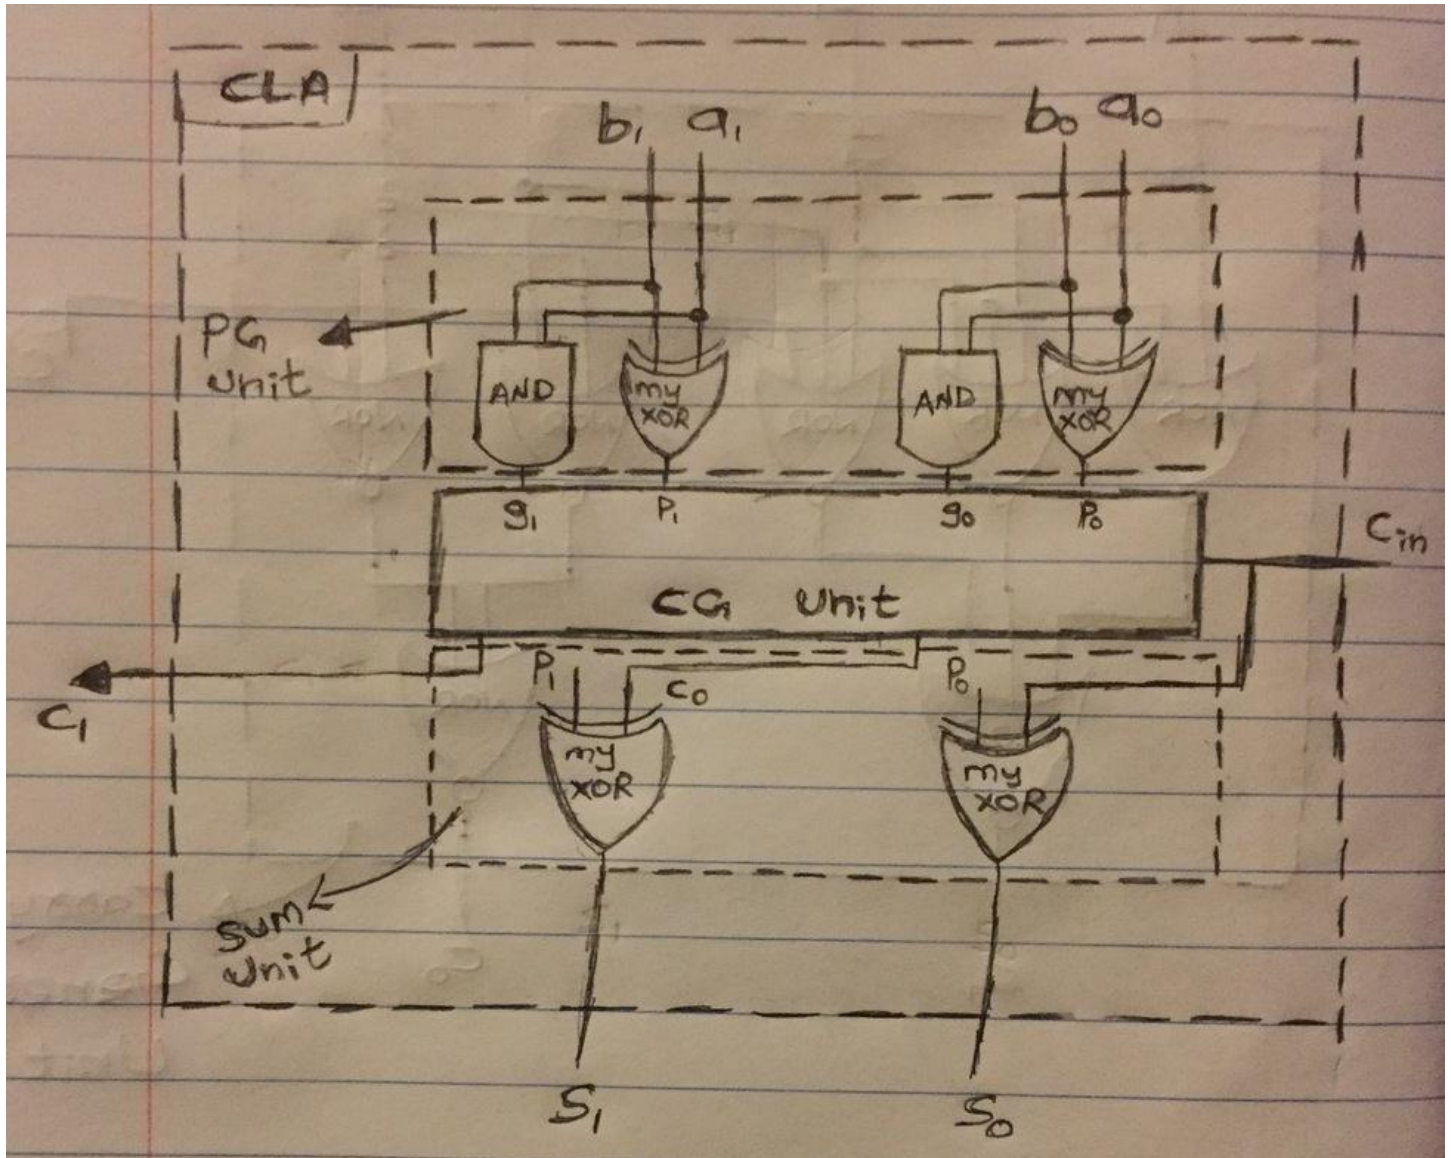 CLA
b₁ a₁ b₀ a₀
PG
Unit
AND
my
XOR
AND
my
XOR
g₁ P₁ g₀ P₀
Cin
CG Unit
P₁ C₀ P₀
C₁
my
XOR
my
XOR
Sum
Unit
S₁ S₀